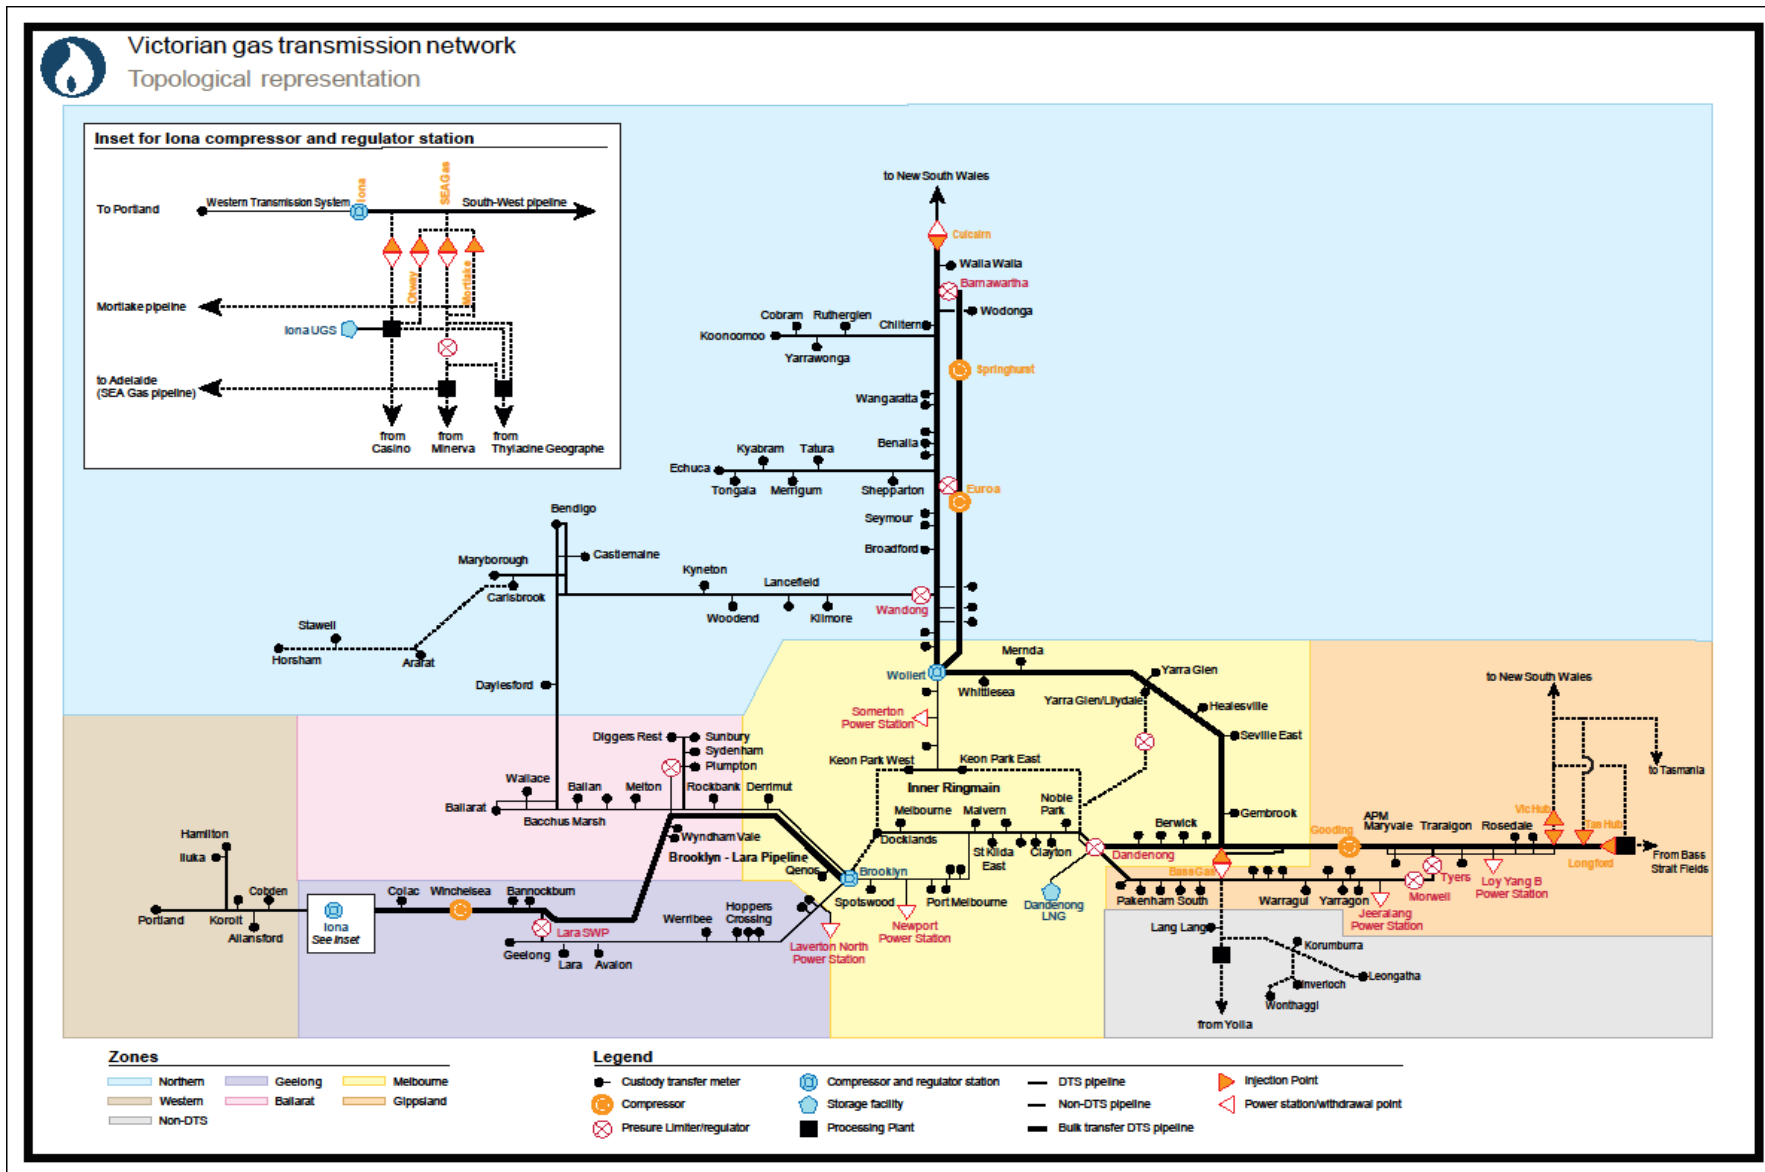 Victorian gas transmission network
Topological representation
Inset for Iona compressor and regulator station
Iona
SEAGas
To Portland
Western Transmission System
South-West pipeline
Otway
Mortlake
Mortlake pipeline
Iona UGS
to Adelaide
(SEA Gas pipeline)
from
Casino
from
Minerva
from
Thylacine Geographe
to New South Wales
Culcairn
Walla Walla
Barnawartha
Wodonga
Cobram
Rutherglen
Chiltern
Koonoomoo
Yarrawonga
Springhurst
Wangaratta
Benalla
Kyabram
Tatura
Echuca
Tongala
Merrigum
Shepparton
Euroa
Seymour
Broadford
Bendigo
Castlemaine
Maryborough
Carisbrook
Kyneton
Lancefield
Woodend
Kilmore
Wandong
Stawell
Horsham
Ararat
Daylesford
Wollert
Mernda
Whittlesea
Yarra Glen
Yarra Glen/Lilydale
Healesville
Seville East
Somerton
Power Station
Keon Park West
Keon Park East
Inner Ringmain
to New South Wales
to Tasmania
Diggers Rest
Sunbury
Sydenham
Plumpton
Wallace
Ballan
Melton
Rockbank
Derrimut
Ballarat
Bacchus Marsh
Wyndham Vale
Brooklyn - Lara Pipeline
Qenos
Brooklyn
Melbourne
Malvern
Noble
Park
Docklands
St Kilda
East
Clayton
Dandenong
Berwick
Gembrook
Gooding
APM
Maryvale
Traralgon
Rosedale
VicHub
TasHub
Longford
From Bass
Strait Fields
BassGas
Tyers
Morwell
Loy Yang B
Power Station
Jeeralang
Power Station
Pakenham South
Warragul
Yarragon
Spotswood
Port Melbourne
Newport
Power Station
Dandenong
LNG
Laverton North
Power Station
Hamilton
Iluka
Cobden
Portland
Koroit
Allansford
Iona
See Inset
Colac
Winchelsea
Bannockburn
Lara SWP
Geelong
Lara
Avalon
Werribee
Hoppers
Crossing
Lang Lang
Korumburra
Leongatha
Inverloch
Wonthaggi
from Yolla
Zones
Northern
Geelong
Melbourne
Western
Ballarat
Gippsland
Non-DTS
Legend
Custody transfer meter
Compressor and regulator station
DTS pipeline
Injection Point
Compressor
Storage facility
Non-DTS pipeline
Power station/withdrawal point
Presure Limiter/regulator
Processing Plant
Bulk transfer DTS pipeline